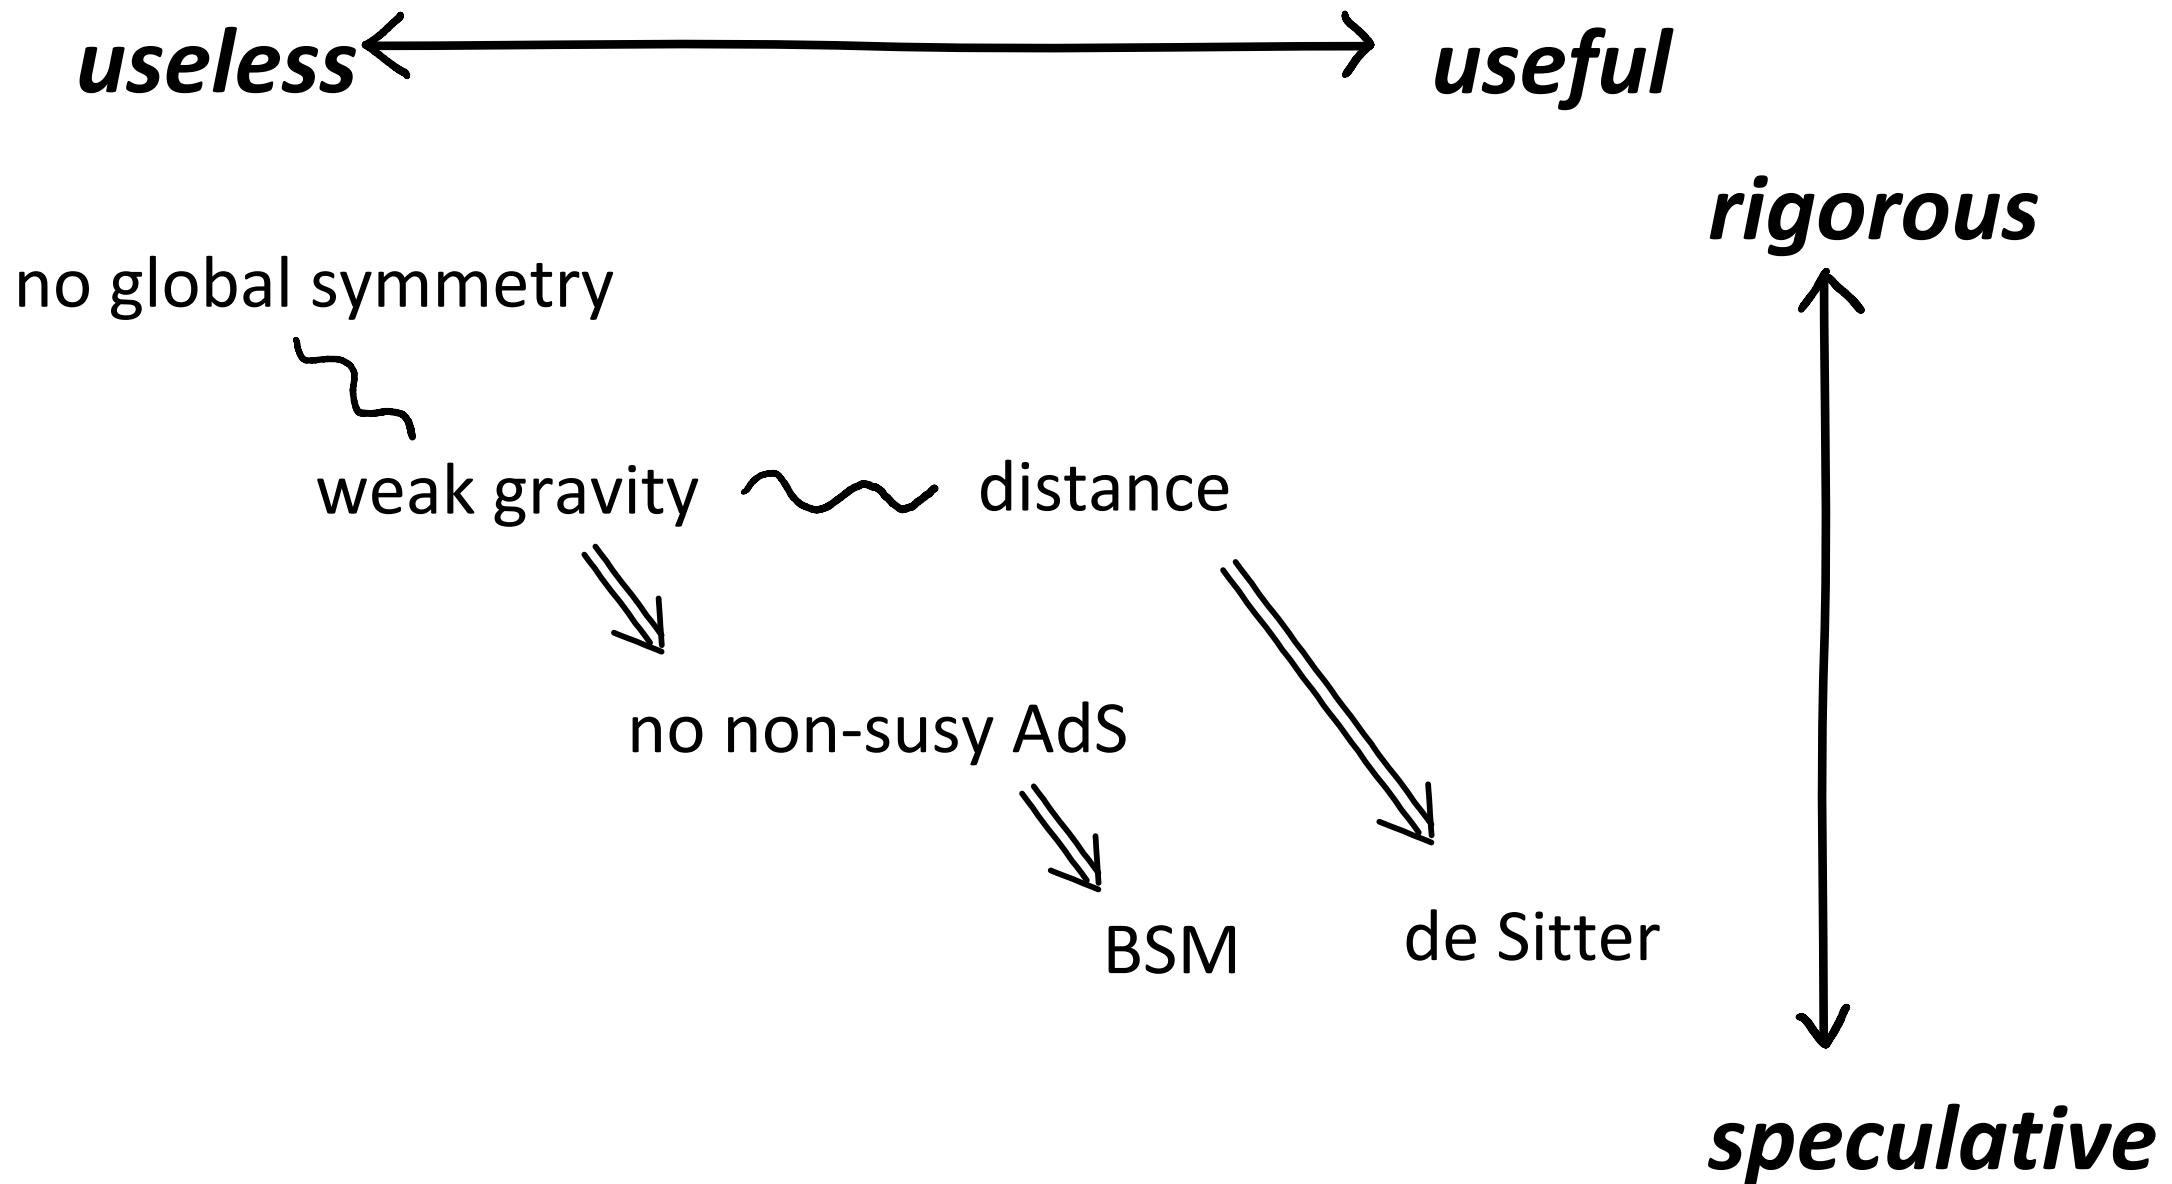 useless useful
rigorous
no global symmetry
weak gravity distance
no non-susy AdS
BSM de Sitter
speculative